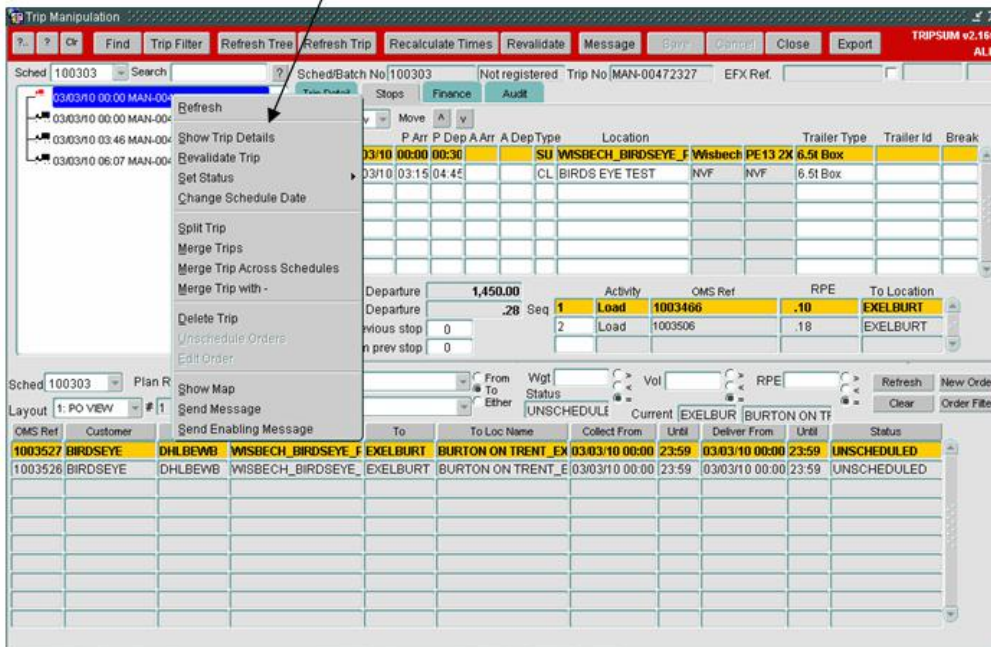 Trip Manipulation
?.. ? Clr Find Trip Filter Refresh Tree Refresh Trip Recalculate Times Revalidate Message Save Cancel Close Export TRIPSUM
Sched 100303 Search ? Sched/Batch No 100303 Not registered Trip No MAN-00472327 EFX Ref.
Stops Finance Audit
03/03/10 00:00 MAN-004
03/03/10 00:00 MAN-004
03/03/10 03:46 MAN-004
03/03/10 06:07 MAN-004
Refresh
Show Trip Details
Revalidate Trip
Set Status
Change Schedule Date
Split Trip
Merge Trips
Merge Trip Across Schedules
Merge Trip with -
Delete Trip
Unschedule Orders
Edit Order
Show Map
Send Message
Send Enabling Message
Move ^ v
P Arr P Dep A Arr A Dep Type Location Trailer Type Trailer Id Break
03/10 00:00 00:30 SU WISBECH_BIRDSEYE_F Wisbech PE13 2X 6.5t Box
03/10 03:15 04:45 CL BIRDS EYE TEST NVF NVF 6.5t Box
Departure 1,450.00 Activity OMS Ref RPE To Location
Departure .28 Seq 1 Load 1003466 .10 EXELBURT
evious stop 0 2 Load 1003506 .18 EXELBURT
n prev stop 0
Sched 100303 Plan R From To Either Wgt > < = Vol > < = RPE > < = Refresh New Orde
Layout 1: PO VIEW # 1 Status UNSCHEDULE Current EXELBUR BURTON ON TF Clear Order Filte
OMS Ref Customer To To Loc Name Collect From Until Deliver From Until Status
1003527 BIRDSEYE DHLBEWB WISBECH_BIRDSEYE_F EXELBURT BURTON ON TRENT_EX 03/03/10 00:00 23:59 03/03/10 00:00 23:59 UNSCHEDULED
1003526 BIRDSEYE DHLBEWB WISBECH_BIRDSEYE_ EXELBURT BURTON ON TRENT_E 03/03/10 00:00 23:59 03/03/10 00:00 23:59 UNSCHEDULED